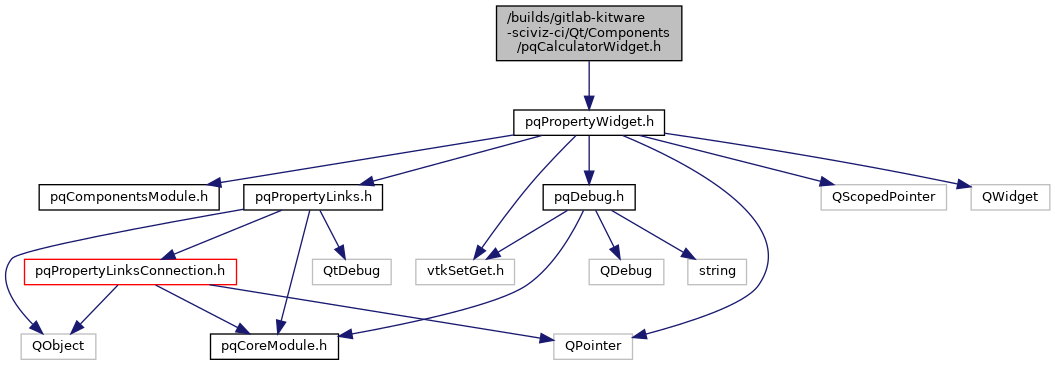 /builds/gitlab-kitware
-sciviz-ci/Qt/Components
/pqCalculatorWidget.h
pqPropertyWidget.h
pqComponentsModule.h
pqPropertyLinks.h
pqDebug.h
QScopedPointer
QWidget
pqPropertyLinksConnection.h
QtDebug
vtkSetGet.h
QDebug
string
QObject
pqCoreModule.h
QPointer